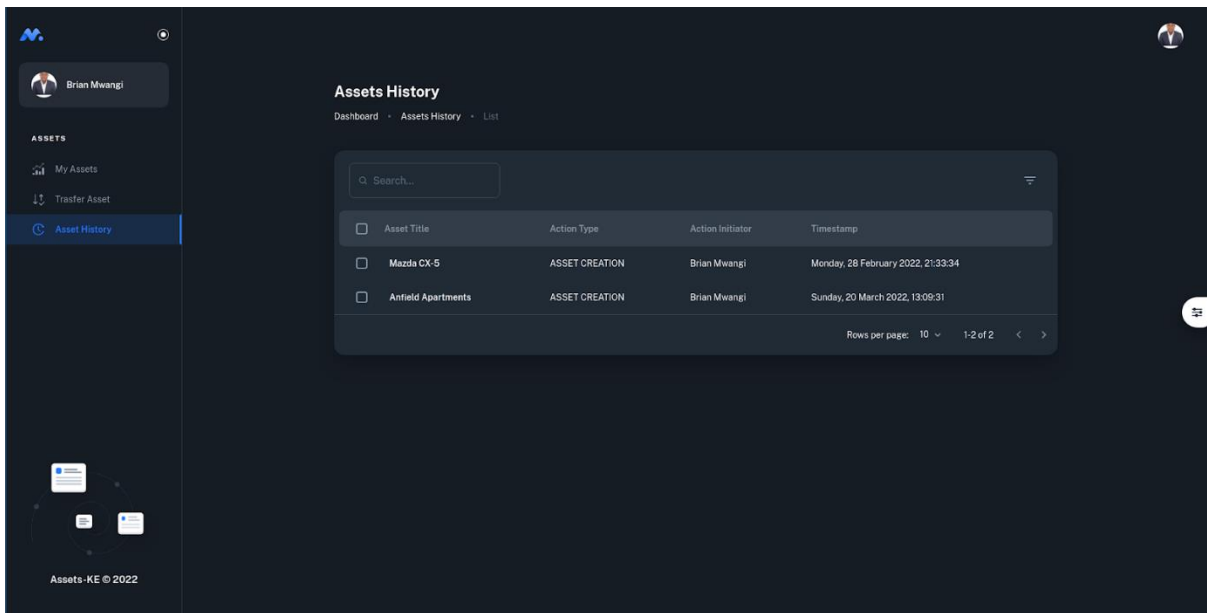 Brian Mwangi
ASSETS
My Assets
Trasfer Asset
Asset History
Assets-KE © 2022
Assets History
Dashboard • Assets History • List
Search...
Asset Title Action Type Action Initiator Timestamp
Mazda CX-5 ASSET CREATION Brian Mwangi Monday, 28 February 2022, 21:33:34
Anfield Apartments ASSET CREATION Brian Mwangi Sunday, 20 March 2022, 13:09:31
Rows per page: 10 1-2 of 2